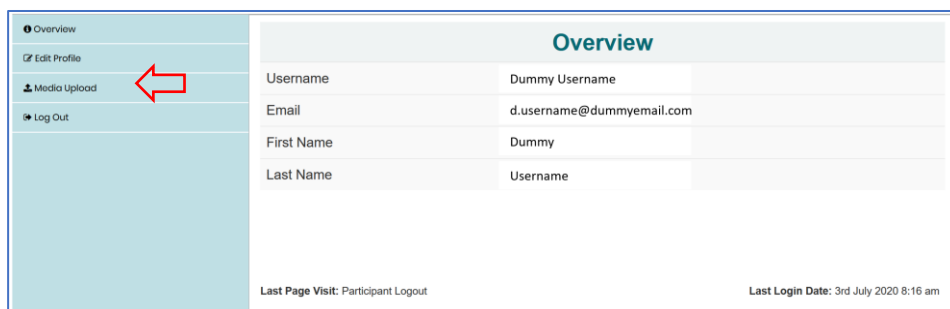 Overview
Edit Profile
Media Upload
Log Out
Overview
Username Dummy Username
Email d.username@dummyemail.com
First Name Dummy
Last Name Username
Last Page Visit: Participant Logout Last Login Date: 3rd July 2020 8:16 am